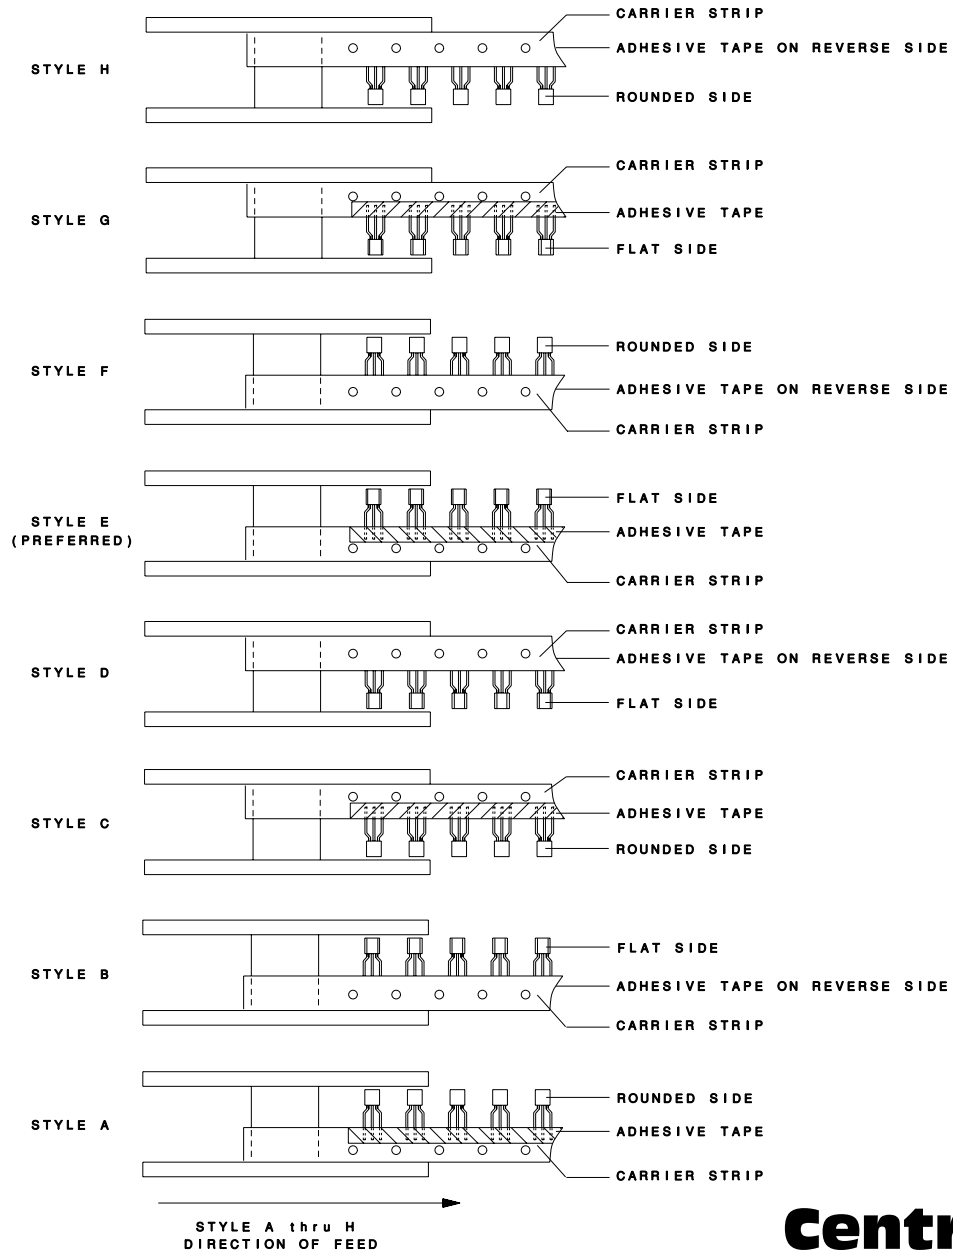 CARRIER STRIP
ADHESIVE TAPE ON REVERSE SIDE
STYLE H
ROUNDED SIDE
CARRIER STRIP
ADHESIVE TAPE
STYLE G
FLAT SIDE
ROUNDED SIDE
STYLE F
ADHESIVE TAPE ON REVERSE SIDE
CARRIER STRIP
FLAT SIDE
STYLE E
(PREFERRED)
ADHESIVE TAPE
CARRIER STRIP
CARRIER STRIP
ADHESIVE TAPE ON REVERSE SIDE
STYLE D
FLAT SIDE
CARRIER STRIP
ADHESIVE TAPE
STYLE C
ROUNDED SIDE
FLAT SIDE
STYLE B
ADHESIVE TAPE ON REVERSE SIDE
CARRIER STRIP
ROUNDED SIDE
STYLE A
ADHESIVE TAPE
CARRIER STRIP
STYLE A thru H
DIRECTION OF FEED
Centr